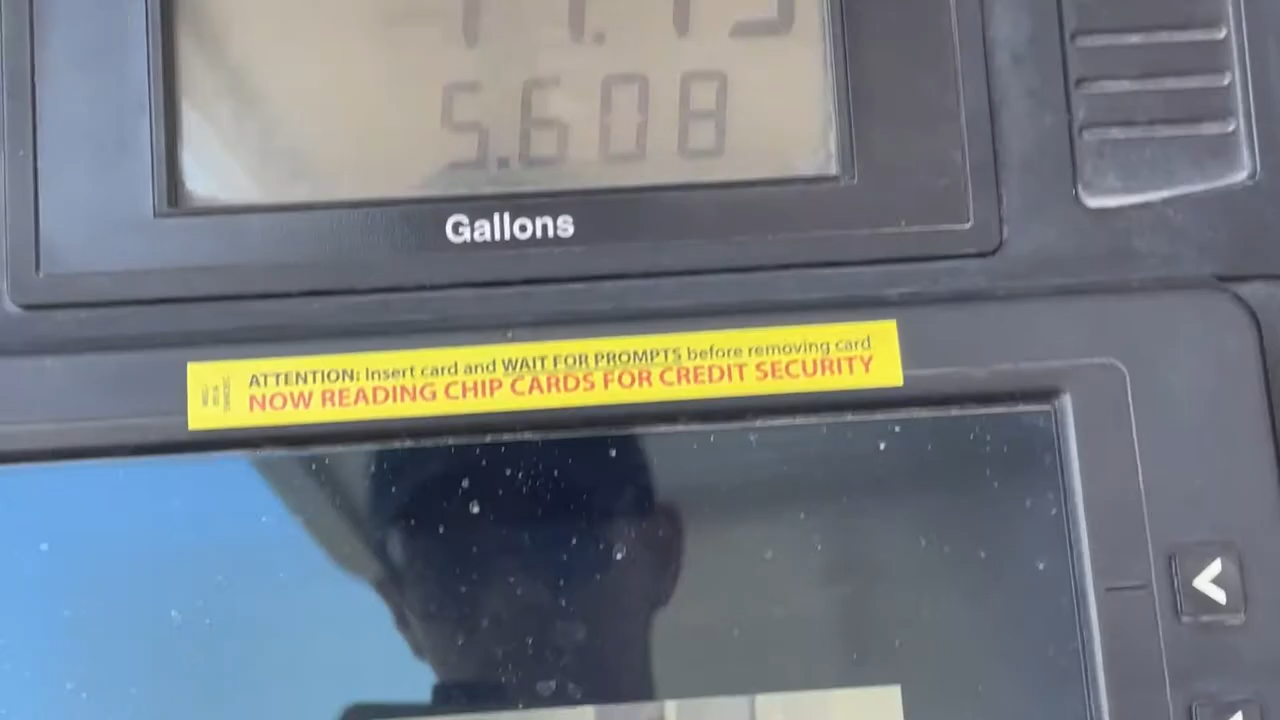 5.608
Gallons
ATTENTION: Insert card and WAIT FOR PROMPTS before removing card
NOW READING CHIP CARDS FOR CREDIT SECURITY
<